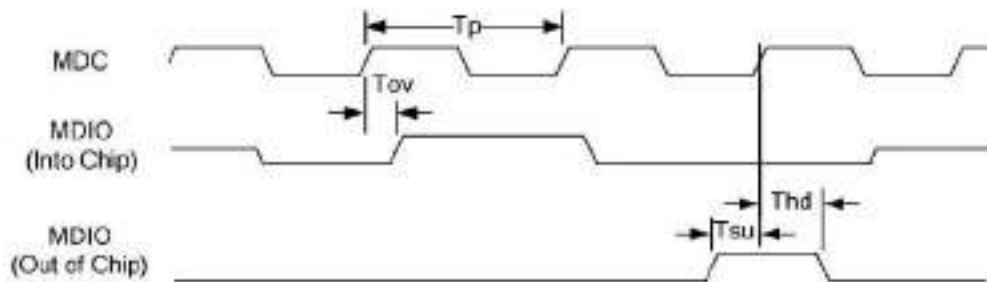 Tp
MDC
Tov
MDIO
(Into Chip)
Thd
MDIO
Tsu
(Out of Chip)